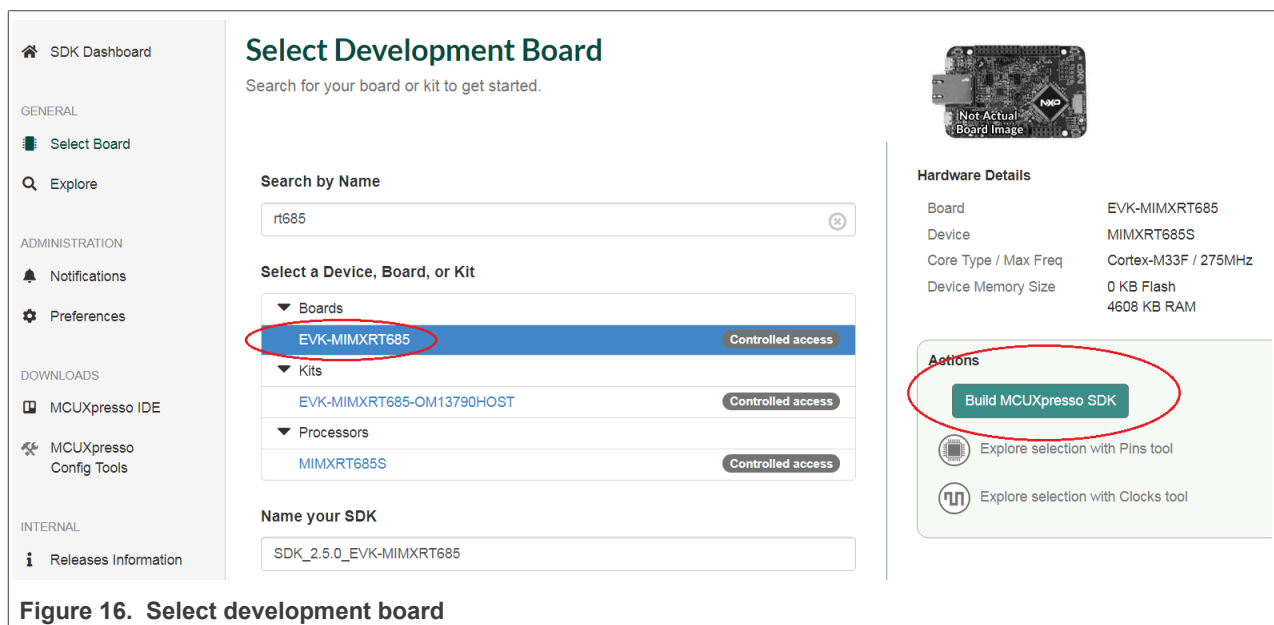 SDK Dashboard
GENERAL
Select Board
Explore
ADMINISTRATION
Notifications
Preferences
DOWNLOADS
MCUXpresso IDE
MCUXpresso
Config Tools
INTERNAL
Releases Information
Select Development Board
Search for your board or kit to get started.
Search by Name
rt685
Select a Device, Board, or Kit
Boards
EVK-MIMXRT685 Controlled access
Kits
EVK-MIMXRT685-OM13790HOST Controlled access
Processors
MIMXRT685S Controlled access
Name your SDK
SDK_2.5.0_EVK-MIMXRT685
NXP
NXP
Not Actual
Board Image
Hardware Details
Board EVK-MIMXRT685
Device MIMXRT685S
Core Type / Max Freq Cortex-M33F / 275MHz
Device Memory Size 0 KB Flash
4608 KB RAM
Actions
Build MCUXpresso SDK
Explore selection with Pins tool
Explore selection with Clocks tool
Figure 16. Select development board